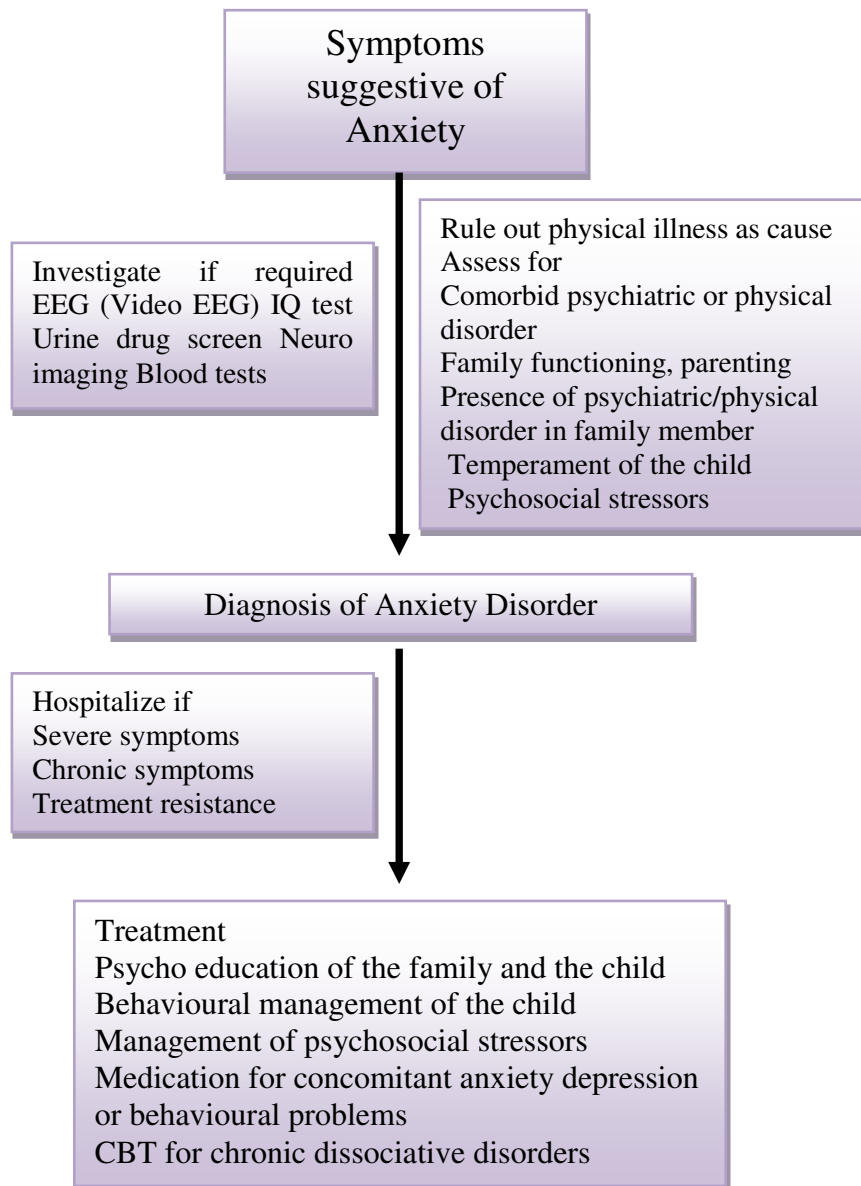 Symptoms
suggestive of
Anxiety
Investigate if required
EEG (Video EEG) IQ test
Urine drug screen Neuro
imaging Blood tests
Rule out physical illness as cause
Assess for
Comorbid psychiatric or physical
disorder
Family functioning, parenting
Presence of psychiatric/physical
disorder in family member
Temperament of the child
Psychosocial stressors
Diagnosis of Anxiety Disorder
Hospitalize if
Severe symptoms
Chronic symptoms
Treatment resistance
Treatment
Psycho education of the family and the child
Behavioural management of the child
Management of psychosocial stressors
Medication for concomitant anxiety depression
or behavioural problems
CBT for chronic dissociative disorders